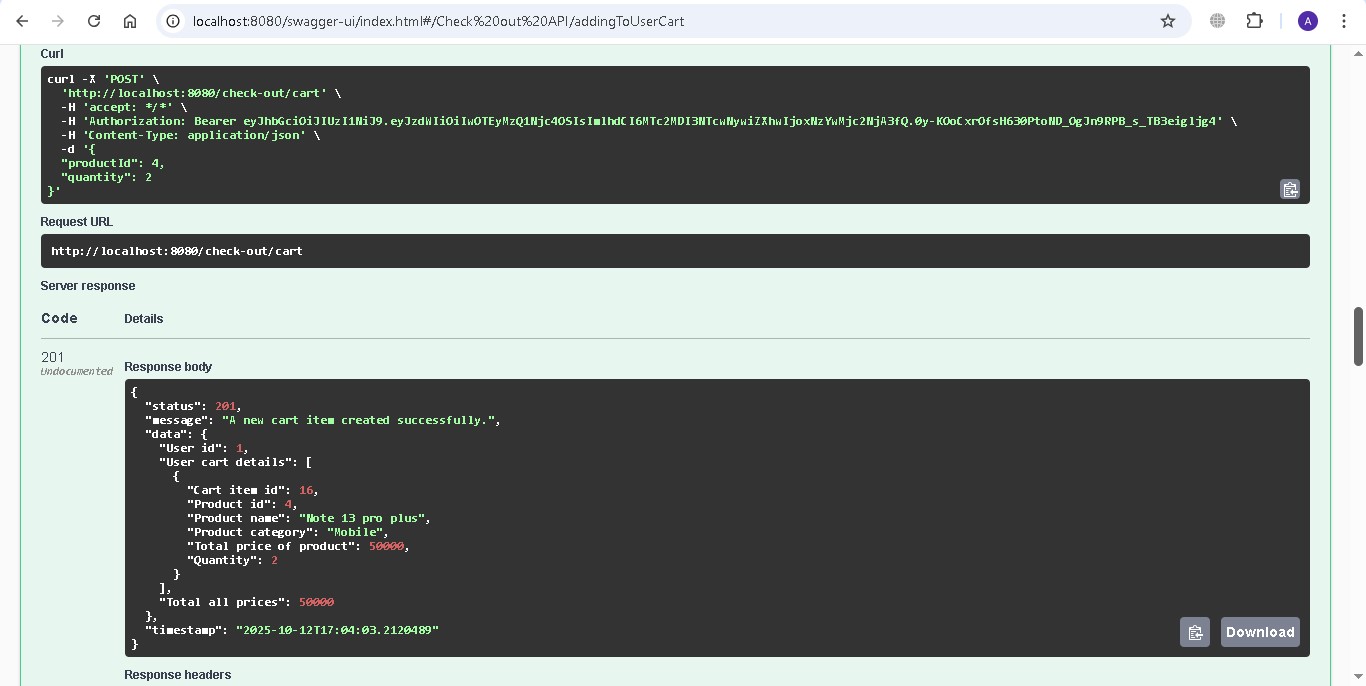 localhost:8080/swagger-ui/index.html#/Check%20out%20API/addingToUserCart
A
Curl
curl -X 'POST' \
'http://localhost:8080/check-out/cart' \
-H 'accept: */*' \
-H 'Authorization: Bearer eyJhbGciOiJIUzI1NiJ9.eyJzdWIiOiIwOTEyMzQ1Njc4OSIsImlhdCI6MTc2MDI3NTcwNywiZXhwIjoxNzYwMjc2NjA3fQ.0y-KOoCxrOfsH630PtoND_OgJn9RPB_s_TB3eigljg4' \
-H 'Content-Type: application/json' \
-d '{
"productId": 4,
"quantity": 2
}'
Request URL
http://localhost:8080/check-out/cart
Server response
Code Details
201
Undocumented
Response body
{
"status": 201,
"message": "A new cart item created successfully.",
"data": {
"User id": 1,
"User cart details": [
{
"Cart item id": 16,
"Product id": 4,
"Product name": "Note 13 pro plus",
"Product category": "Mobile",
"Total price of product": 50000,
"Quantity": 2
}
],
"Total all prices": 50000
},
"timestamp": "2025-10-12T17:04:03.2120489"
}
Download
Response headers